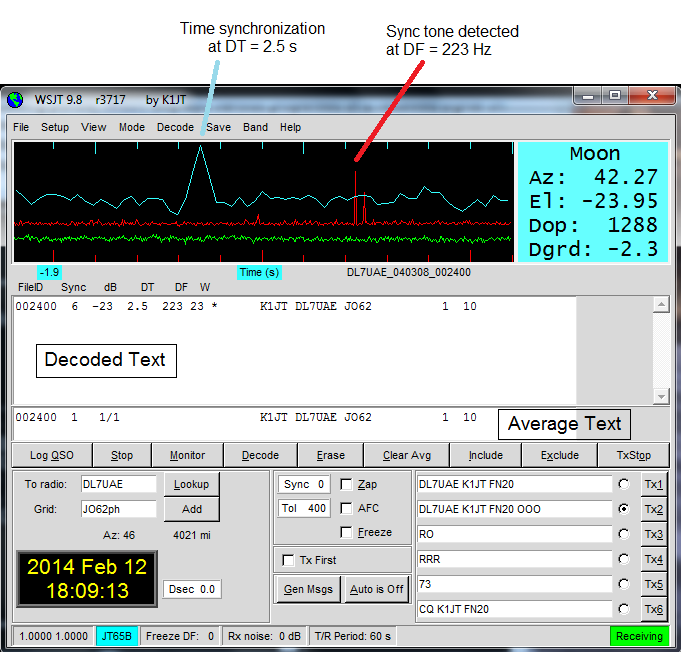 Time synchronization
at DT = 2.5 s
Sync tone detected
at DF = 223 Hz
WSJT 9.8 r3717 by K1JT
File Setup View Mode Decode Save Band Help
Moon
Az: 42.27
El: -23.95
Dop: 1288
Dgrd: -2.3
-1.9 Time (s) DL7UAE_040308_002400
FileID Sync dB DT DF W
002400 6 -23 2.5 223 23 * K1JT DL7UAE JO62 1 10
Decoded Text
002400 1 1/1 K1JT DL7UAE JO62 1 10
Average Text
Log QSO Stop Monitor Decode Erase Clear Avg Include Exclude TxStop
To radio: DL7UAE Lookup
Grid: JO62ph Add
Az: 46 4021 mi
2014 Feb 12
18:09:13
Dsec 0.0
Sync 0 Zap
Tol 400 AFC
Freeze
Tx First
Gen Msgs Auto is Off
DL7UAE K1JT FN20 Tx1
DL7UAE K1JT FN20 OOO Tx2
RO Tx3
RRR Tx4
73 Tx5
CQ K1JT FN20 Tx6
1.0000 1.0000 JT65B Freeze DF: 0 Rx noise: 0 dB T/R Period: 60 s Receiving